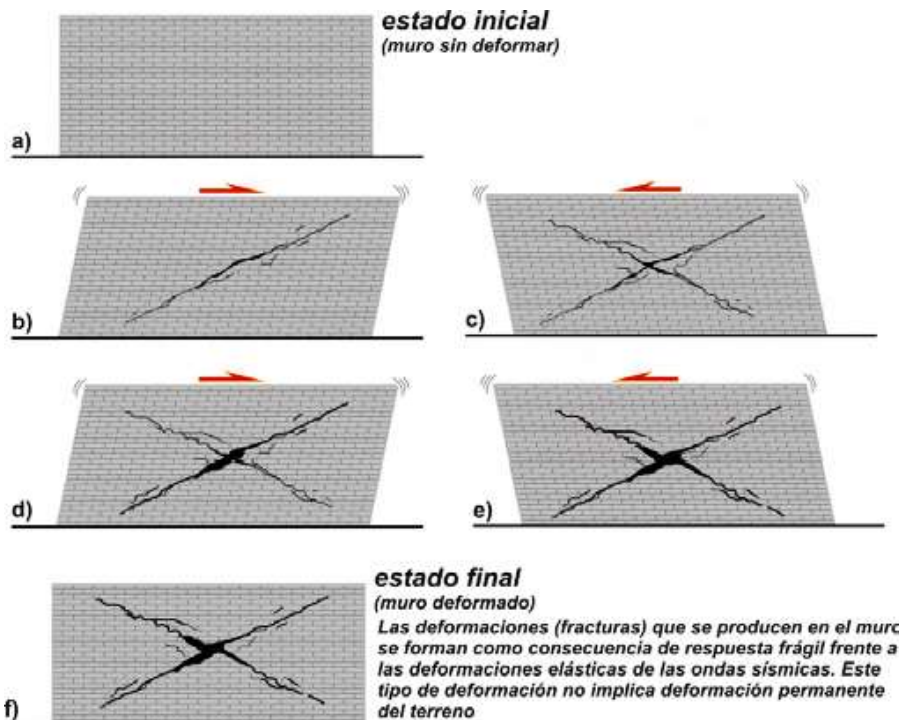 estado inicial
(muro sin deformar)
a)
b)
c)
d)
e)
estado final
(muro deformado)
Las deformaciones (fracturas) que se producen en el muro
se forman como consecuencia de respuesta frágil frente a
las deformaciones elásticas de las ondas sísmicas. Este
tipo de deformación no implica deformación permanente
del terreno
f)